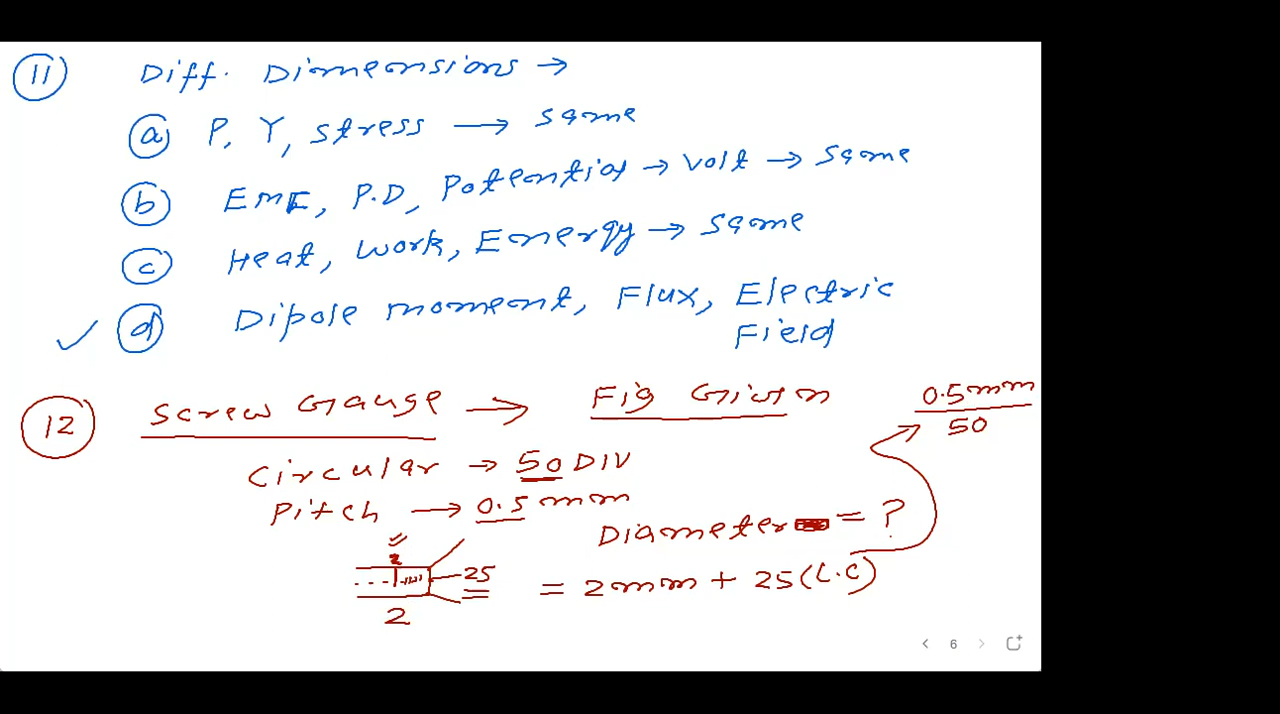 11 Diff. Dimensions →
a P, Y, stress → same
b EMF, P.D, Potential → volt → same
c Heat, work, Energy → same
✓ d Dipole moment, Flux, Electric
Field
12 Screw Gauge → Fig Given
0.5mm
50
Circular → 50 DIV
Pitch → 0.5 mm
Diameter = ?
2
25
2
= 2mm + 25(L.C)
6